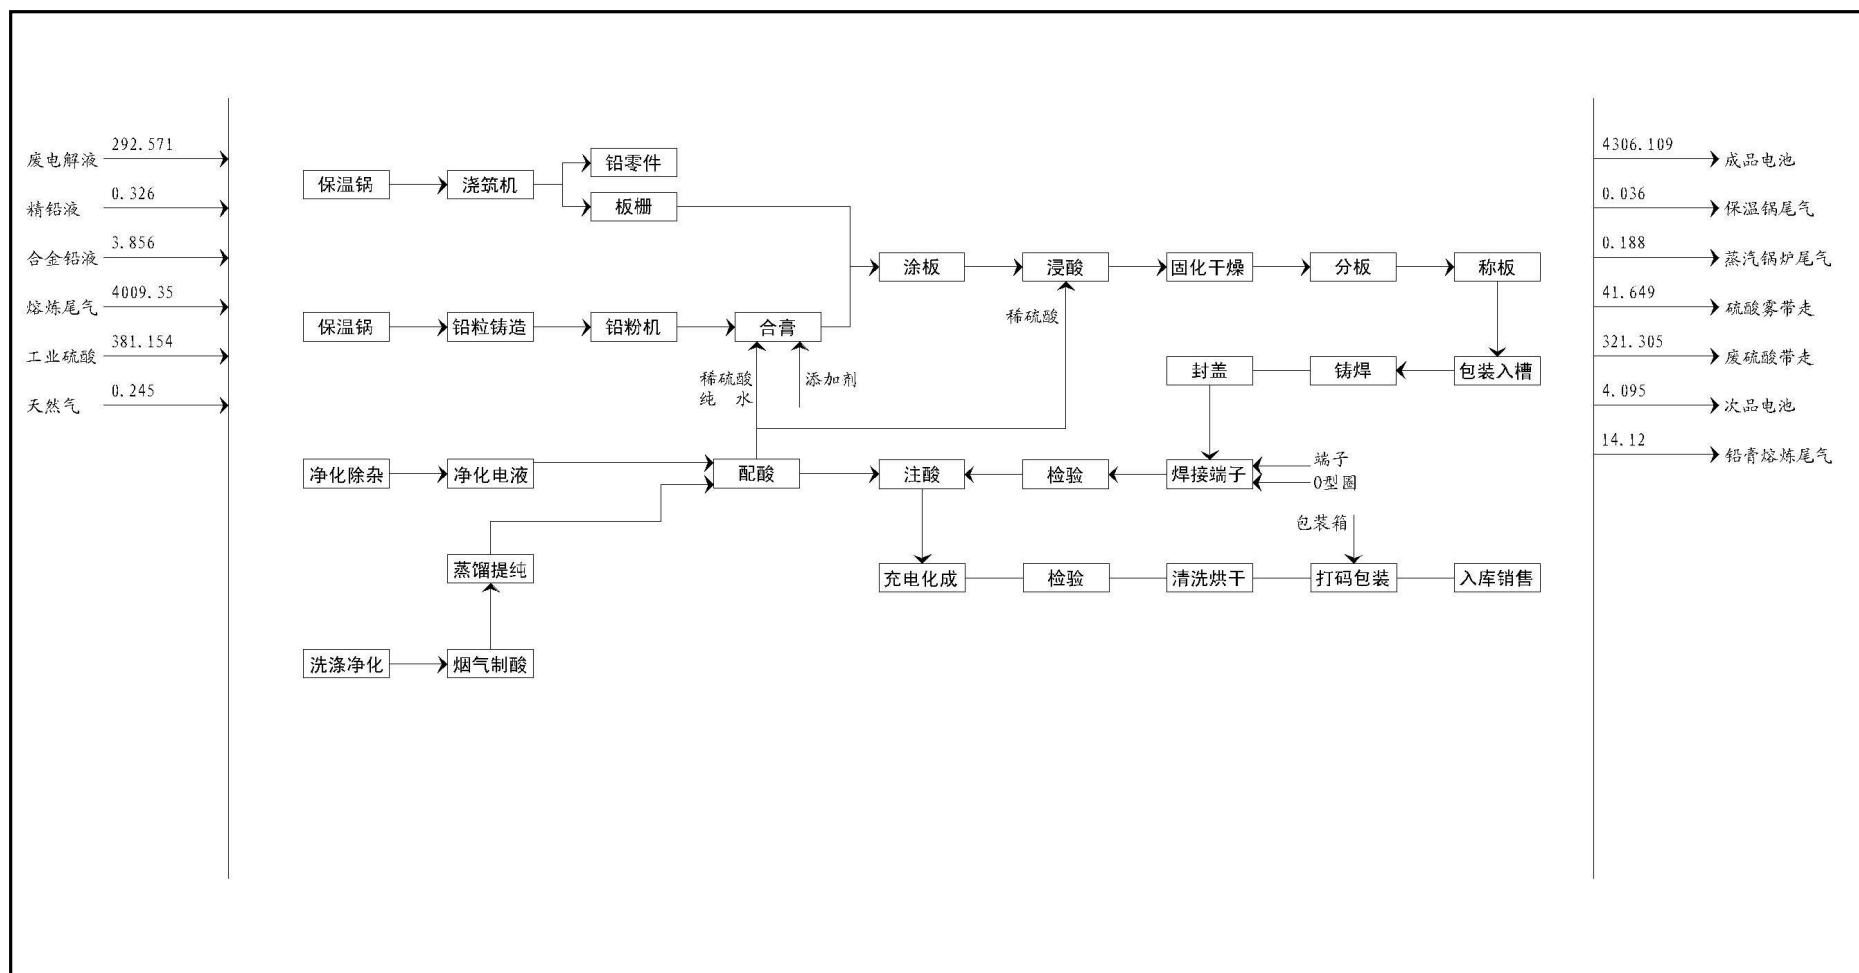 292.571
废电解液
0.326
精铅液
3.856
合金铅液
4009.35
熔炼尾气
381.154
工业硫酸
0.245
天然气
保温锅
浇筑机
铅零件
板栅
涂板
浸酸
固化干燥
分板
称板
稀硫酸
保温锅
铅粒铸造
铅粉机
合膏
稀硫酸
纯 水
添加剂
封盖
铸焊
包装入槽
净化除杂
净化电液
配酸
注酸
检验
焊接端子
端子
O型圈
包装箱
蒸馏提纯
充电化成
检验
清洗烘干
打码包装
入库销售
洗涤净化
烟气制酸
4306.109
成品电池
0.036
保温锅尾气
0.188
蒸汽锅炉尾气
41.649
硫酸雾带走
321.305
废硫酸带走
4.095
次品电池
14.12
铅膏熔炼尾气